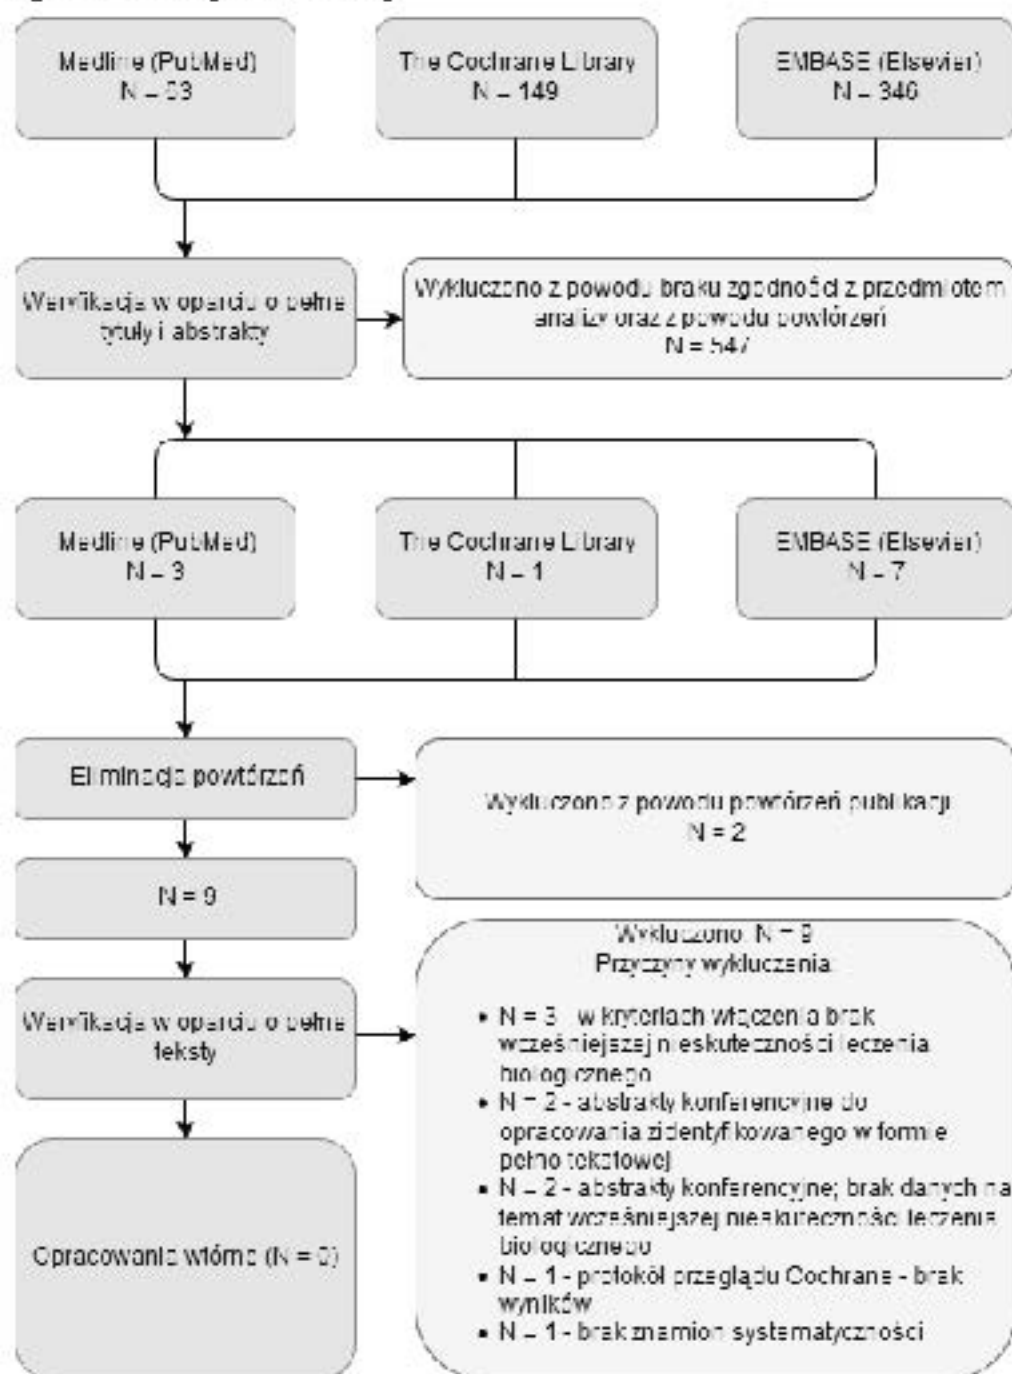 Medline (PubMed)
N = 63
The Cochrane Library
N = 149
EMBASE (Elsevier)
N = 346
Weryfikacja w oparciu o pełne
tytuły i abstrakty
Wykluczono z powodu braku zgodności z przedmiotem
analizy oraz z powodu powtórzeń
N = 547
Medline (PubMed)
N = 3
The Cochrane Library
N = 1
EMBASE (Elsevier)
N = 7
Eliminacja powtórzeń
Wykluczono z powodu powtórzeń publikacji
N = 2
N = 9
Weryfikacja w oparciu o pełne
teksty
Wykluczono: N = 9
Przyczyny wykluczenia:
• N = 3 - w kryteriach włączenia brak
wcześniejszej nieskuteczności leczenia
biologicznego
• N = 2 - abstrakty konferencyjne do
opracowania zidentyfikowanego w formie
pełno tekstowej
• N = 2 - abstrakty konferencyjne; brak danych na
temat wcześniejszej nieskuteczności leczenia
biologicznego
• N = 1 - protokół przeglądu Cochrane - brak
wyników
• N = 1 - brak znamion systematyczności
Opracowania wtórne (N = 0)